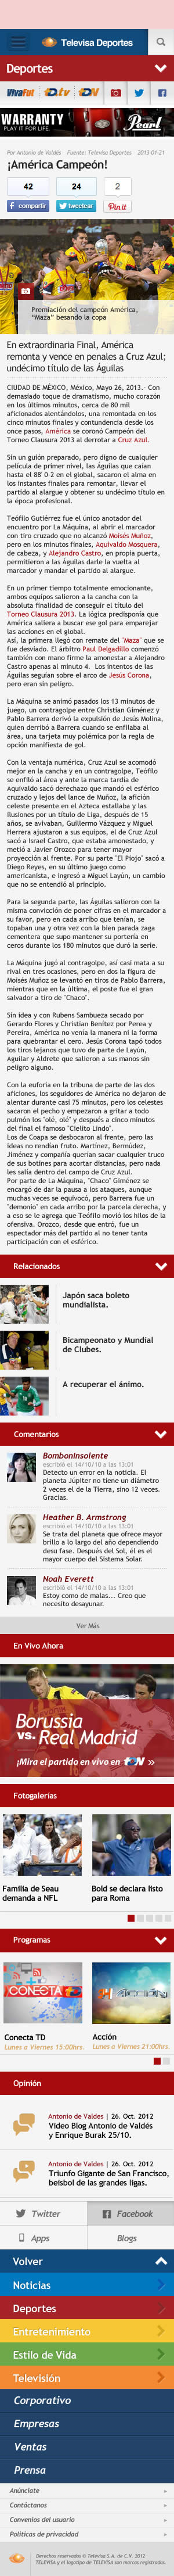 Televisa Deportes
Deportes
VivaFut
WARRANTY
PLAY IT FOR LIFE.
Pearl
Por Antonio de Valdés Fuente: Televisa Deportes 2013-01-21
¡América Campeón!
42 24 2
compartir twittear Pin it
Premiación del campeón América,
"Maza" besando la copa
En extraordinaria Final, América
remonta y vence en penales a Cruz Azul;
undécimo título de las Águilas
CIUDAD DE MÉXICO, México, Mayo 26, 2013.- Con
demasiado toque de dramatismo, pero con corazón
los últimos minutos, cerca de 80 mil
aficionados enloquecidos, una jugada en los
cinco minutos del segundo tiempo extra y certeros
once pasos, América se coronó Campeón del
Torneo Clausura 2013 al derrotar a Cruz Azul.
Sin un guión preparado, pero digno de cualquier
película de primer nivel, las Águilas que caían
hasta el 88 0-2 en el global, sacaron el alma en
los instantes finales para empatar, llevar el
partido al alargue y vencer en su undécimo título en
la época profesional.
Teófilo Gutiérrez fue el único capaz en su
encuentro por La Máquina, al abrir el marcador
con tiro cruzado que alcanzó Moisés Muñoz,
pero en los minutos finales, Aquivaldo Mosquera,
de cabeza, y Alejandro Castro, en propia puerta,
permitieron a las Águilas darle la vuelta al
marcador y mandar a penales el alargue.
En un partido por demás tempestuoso emocionante,
ambos equipos salieron a la cancha con la
firme intención de conseguir el título del
Torneo Clausura 2013. La lógica predisponía que
América saliera a buscar ese gol para emparejar
las acciones en el global.
Así, la primera llegó con remate del "Maza" que se
fue desviado. El árbitro Paul Delgadillo comenzó
también con mano firme la amonestar a Alejandro
Castro apenas al minuto 4. Los ánimos de las
Águilas seguían sobre el arco de Jesús Corona,
pero eran sin peligro.
La Máquina se animó pasados los 13 minutos de
juego, un contragolpe entre Christian Giménez y
Pablo Barrera derivó la expulsión de Jesús Molina,
quien derribó a Barrera cuando se enfilaba al
área, una tarjeta roja muy justa por el regla de
opción manifiesta de gol.
Con la ventaja numérica, Cruz Azul se acomodó
mejor en la cancha y en un contragolpe, Teófilo
le ganó la posición a Maza y después de que
Aquivaldo sacó derechazo que mandó el esférico
apenas lejos del lance de Muñoz, la afición
celeste gritaba y festejaba el gol que revivía las
ilusiones por un título de Liga, después de 15
años, se avivaban. Guillermo Vázquez y Miguel
Herrera ajustaron a sus equipos, el de Cruz Azul
sacó a Israel Castro, que estaba amonestado, y
metió a Javier Orozco para tener mayor
proyección al frente. Por su parte "El Piojo" sacó a
Diego Reyes, en su último juego como
americanista, e ingresó a Miguel Layún, un cambio
que se entendió al principio.
Para la segunda parte, las Águilas salieron con la
misma convicción de poner cifras en el marcador a
su favor, pero en cada acción que tenían, se
topaban una y otra vez con la bien parada zaga
cementera que supo mantener su portería en
ceros durante los 180 minutos que duró la serie.
La Máquina jugó al contragolpe, así casi mata a su
rival en tres ocasiones, pero en dos la figura de
Moisés Muñoz se levantó en tiros de Pablo Barrera,
mientras que en la última, el poste fue el gran
salvador a tiro de "Chaco".
Sin idea y con Rubens Sambueza secado por
Gerardo Flores y Christian Benítez por Perea y
Pereira, América no encontró la manera de abrir un
partido que quebrantar el cero. Jesús Corona tapó todos
los tiros lejanos que tuvo de parte de Layún,
Aguilar y Aldrete que salieron a sus manos sin
peligro alguno.
Con la euforia en la tribuna de parte de las dos
aficiones, los seguidores de América no dejaron de
alentar durante casi 75 minutos, pero los celestes
sacaron el pecho y empezaron a gritar a todo
pulmón los "olé, olé" y después a cinco minutos
del final el famoso "Cielito Lindo".
Los de Coapa se desbocaron al frente, pero las
ideas no rendían fruto. Martínez, Bermúdez,
Jiménez y compañía querían sacar cualquier truco
de sus botines para acortar distancias, pero nada
les salía ante la defensa de Cruz Azul.
Por parte de La Máquina, "Chaco" Giménez se
encargó de dar la pausa a los ataques, aunque
muchas veces se equivocó, pero Barrera fue un
"demonio" en cada arribo por la parcela derecha, y
a eso se le agrega que Teófilo movió los hilos de la
ofensiva. Orozco, desde que entró, fue un
espectador más del partido al no tener tanta
participación con el esférico.
Relacionados
Japón saca boleto
mundialista.
Bicampeonato y Mundial
de Clubes.
A recuperar el ánimo.
Comentarios
BombonInsolente
escribió el 14/10/10 a las 13:01
Detecto un error en la noticia. El
planeta Júpiter no tiene un diámetro
2 veces el de la Tierra, sino 12 veces.
Gracias.
Heather B. Armstrong
escribió el 14/10/10 a las 13:01
Se trata del planeta que ofrece mayor
brillo a lo largo del año dependiendo
desu fase. Después del Sol, él es el
mayor cuerpo del Sistema Solar.
Noah Everett
escribió el 14/10/10 a las 13:01
Estoy como de malas... Creo que
necesito desayunar.
Ver Más
En Vivo Ahora
Borussia
vs. Real Madrid
¡Mira el partido en vivo en tdn »
Fotogalerías
Familia de Seau
demanda a NFL
Bold se declara listo
para Roma
Programas
CONECTA
acción
Conecta TD
Lunes a Viernes 15:00hrs.
Acción
Lunes a Viernes 21:00hrs.
Opinión
Antonio de Valdes | 26. Oct. 2012
Video Blog Antonio de Valdés
y Enrique Burak 25/10.
Antonio de Valdes | 26. Oct. 2012
Triunfo Gigante de San Francisco,
beisbol de las grandes ligas.
Twitter Facebook
Apps Blogs
Volver
Noticias
Deportes
Entretenimiento
Estilo de Vida
Televisión
Corporativo
Empresas
Ventas
Prensa
Anúnciate
Contáctanos
Convenios del usuario
Políticas de privacidad
Derechos reservados © Televisa S.A. de C.V. 2012
TELEVISA y el logotipo de TELEVISA son marcas registradas.